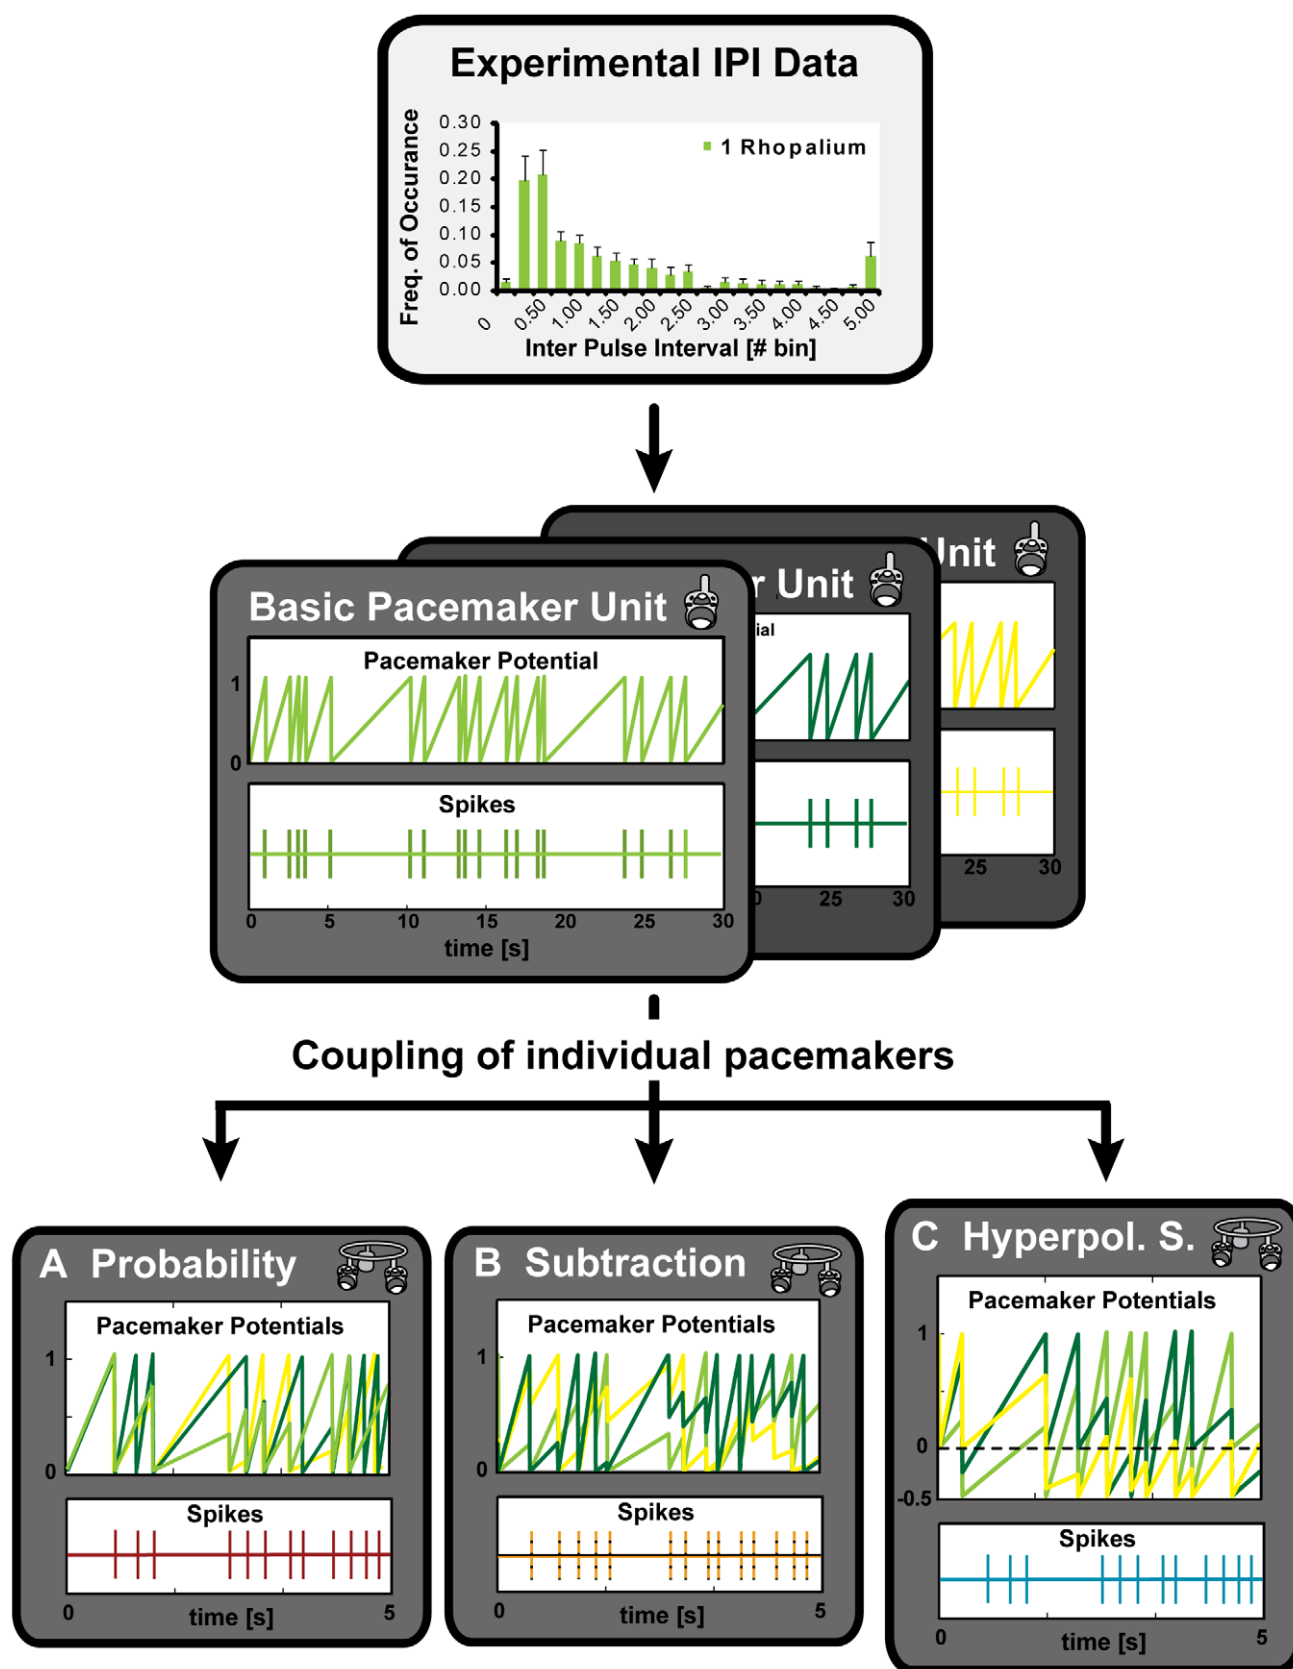 Experimental IPI Data
Freq. of Occurance
0.30
0.25
0.20
0.15
0.10
0.05
0.00
1 Rhopalium
0 0.50 1.00 1.50 2.00 2.50 3.00 3.50 4.00 4.50 5.00
Inter Pulse Interval [# bin]
Basic Pacemaker Unit
Pacemaker Potential
1
0
Spikes
0 5 10 15 20 25 30
time [s]
r Unit
ial
0 25 30
Unit
25 30
Coupling of individual pacemakers
A Probability
Pacemaker Potentials
1
0
Spikes
0 5
time [s]
B Subtraction
Pacemaker Potentials
1
0
Spikes
0 5
time [s]
C Hyperpol. S.
Pacemaker Potentials
1
0
-0.5
Spikes
0 5
time [s]